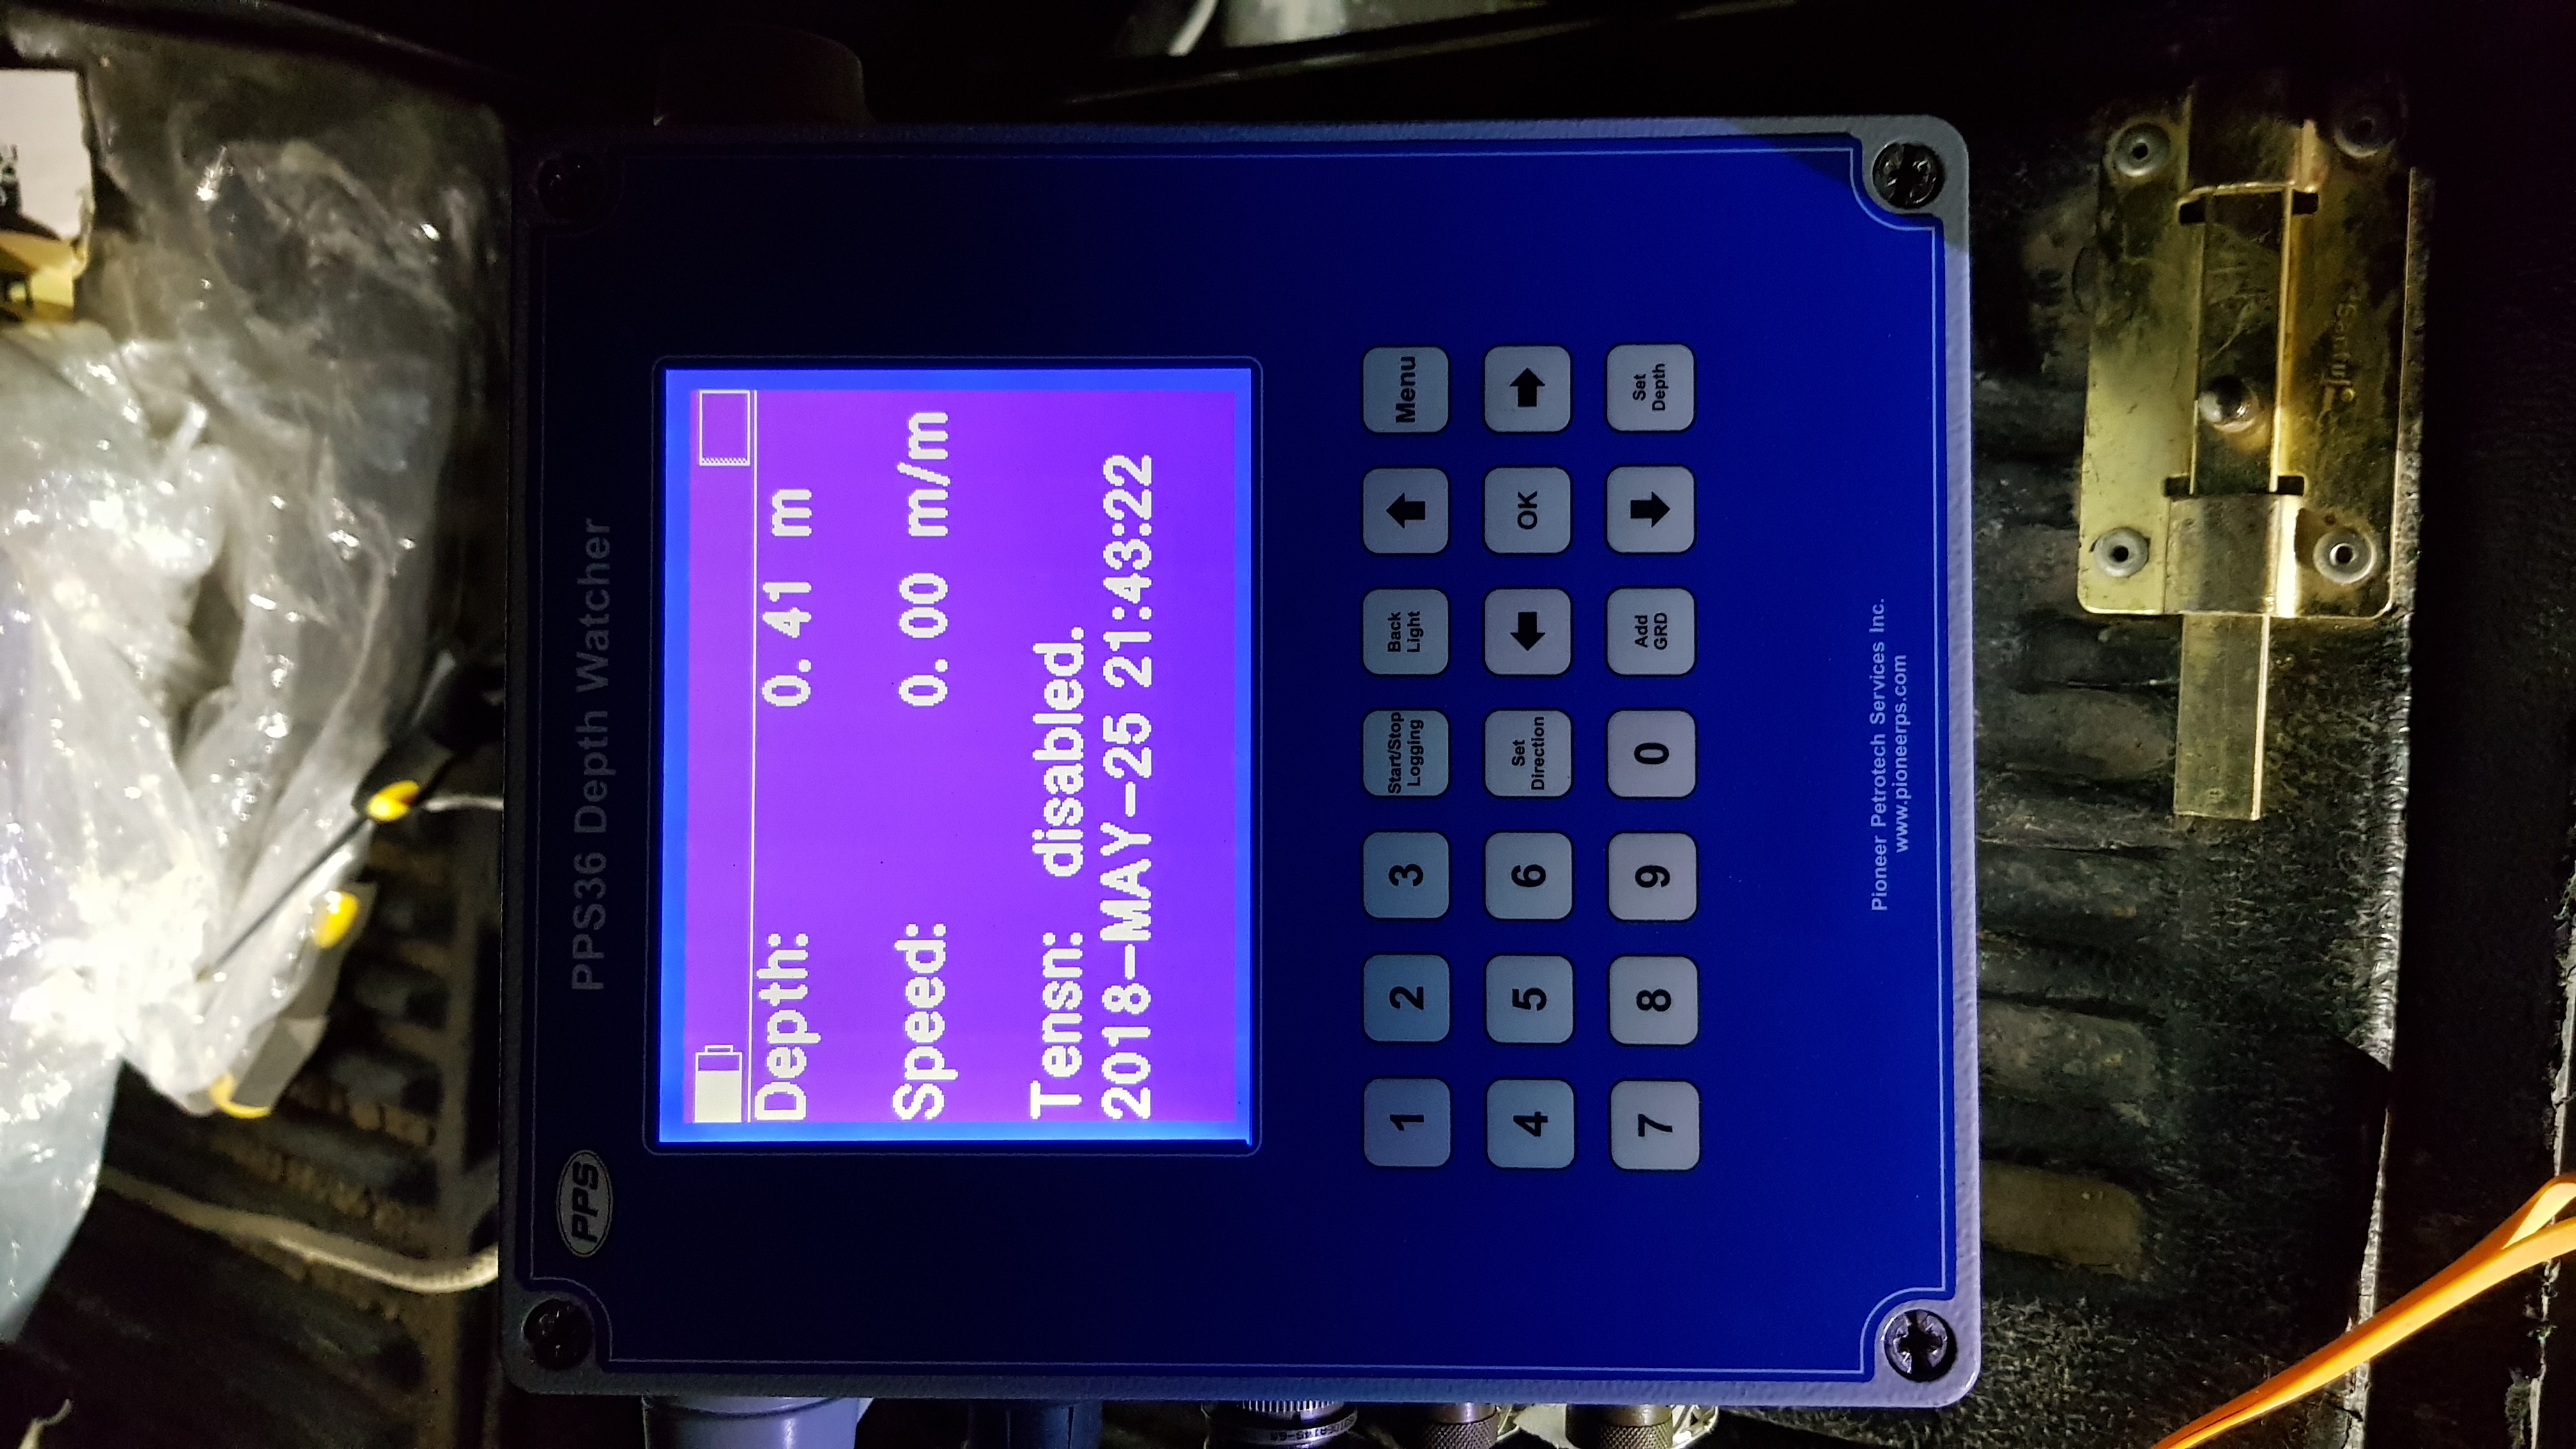 PPS
PPS36 Depth Watcher
Depth: 0.41 m
Speed: 0.00 m/m
Tensn: disabled.
2018-MAY-25 21:43:22
1 2 3 Start/Stop Logging Back Light Menu
4 5 6 Set Direction OK
7 8 9 0 Add GRD Set Depth
Pioneer Petrotech Services Inc.
www.pioneerps.com